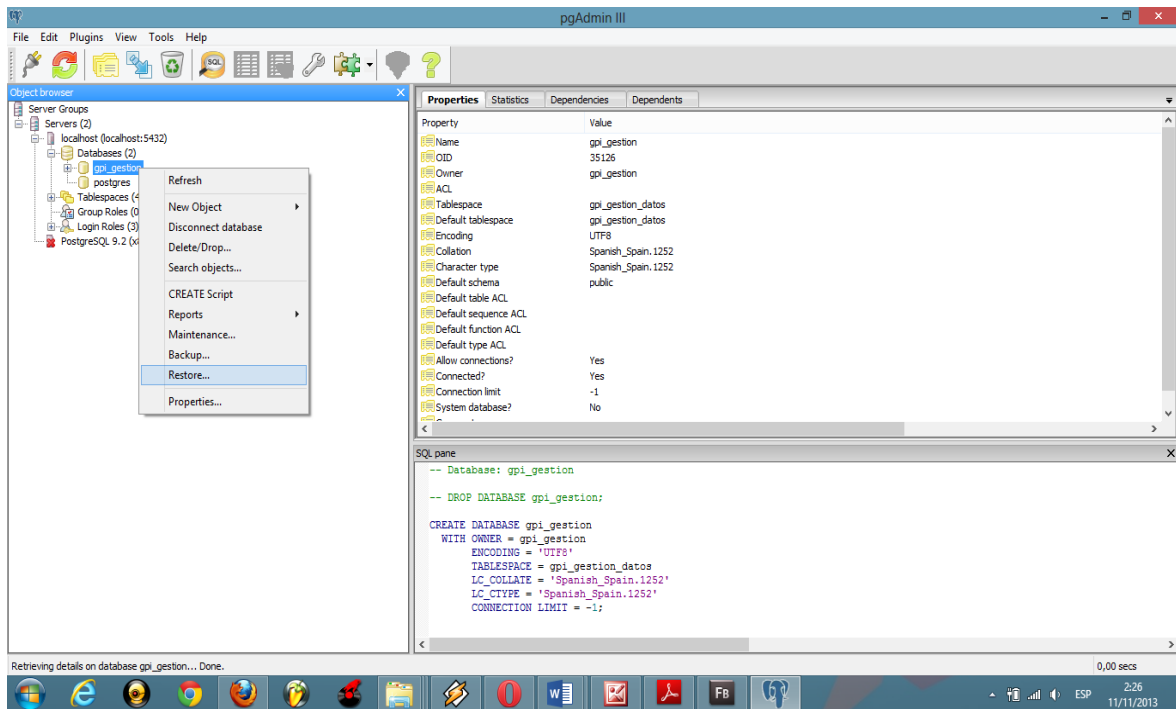 pgAdmin III
File Edit Plugins View Tools Help
SQL
Object browser
Server Groups
Servers (2)
localhost (localhost:5432)
Databases (2)
gpi_gestion
postgres
Tablespaces (4
Group Roles (0
Login Roles (3)
PostgreSQL 9.2 (x
Refresh
New Object
Disconnect database
Delete/Drop...
Search objects...
CREATE Script
Reports
Maintenance...
Backup...
Restore...
Properties...
Properties Statistics Dependencies Dependents
Property Value
Name gpi_gestion
OID 35126
Owner gpi_gestion
ACL
Tablespace gpi_gestion_datos
Default tablespace gpi_gestion_datos
Encoding UTF8
Collation Spanish_Spain.1252
Character type Spanish_Spain.1252
Default schema public
Default table ACL
Default sequence ACL
Default function ACL
Default type ACL
Allow connections? Yes
Connected? Yes
Connection limit -1
System database? No
SQL pane
-- Database: gpi_gestion
-- DROP DATABASE gpi_gestion;
CREATE DATABASE gpi_gestion
WITH OWNER = gpi_gestion
ENCODING = 'UTF8'
TABLESPACE = gpi_gestion_datos
LC_COLLATE = 'Spanish_Spain.1252'
LC_CTYPE = 'Spanish_Spain.1252'
CONNECTION LIMIT = -1;
Retrieving details on database gpi_gestion... Done.
0,00 secs
FB
ESP
2:26
11/11/2013